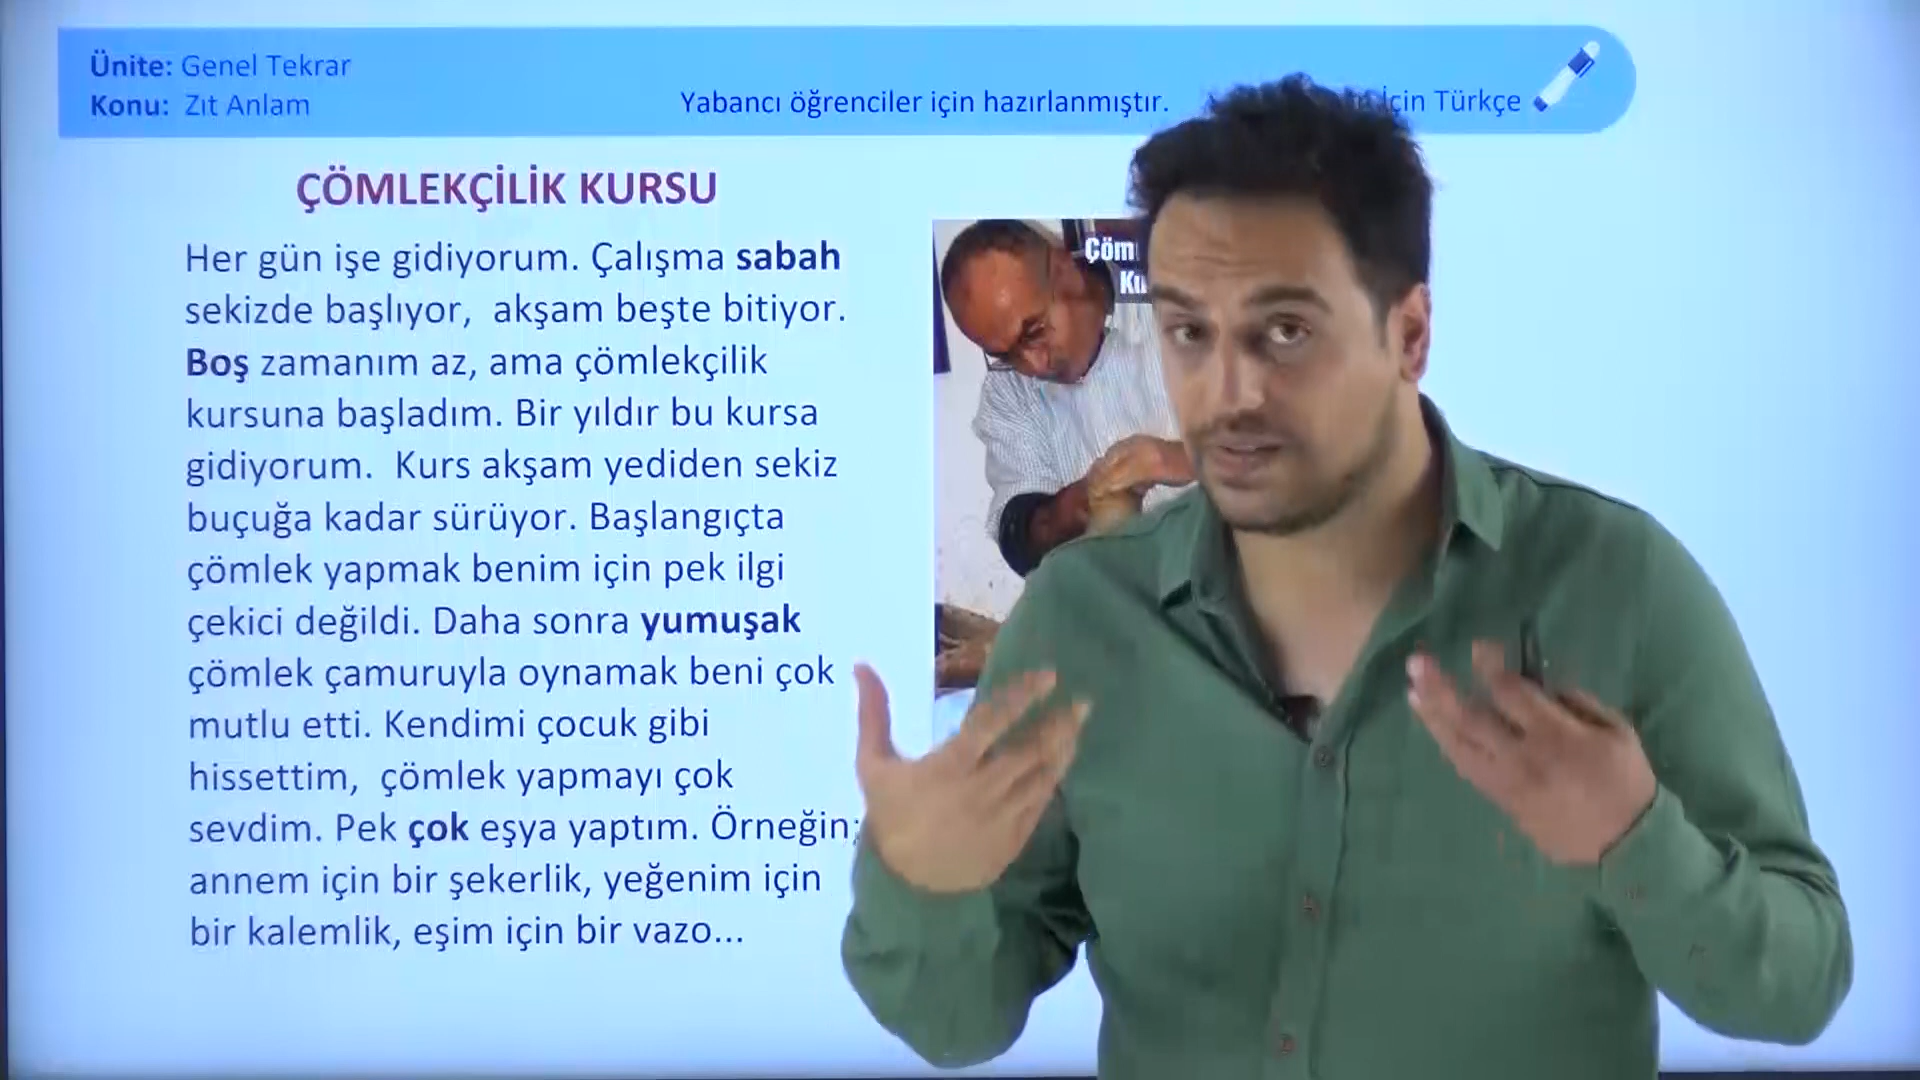 Ünite: Genel Tekrar
Konu: Zıt Anlam
Yabancı öğrenciler için hazırlanmıştır.
İçin Türkçe
ÇÖMLEKÇİLİK KURSU
Her gün işe gidiyorum. Çalışma sabah
sekizde başlıyor, akşam beşte bitiyor.
Boş zamanım az, ama çömlekçilik
kursuna başladım. Bir yıldır bu kursa
gidiyorum. Kurs akşam yediden sekiz
buçuğa kadar sürüyor. Başlangıçta
çömlek yapmak benim için pek ilgi
çekici değildi. Daha sonra yumuşak
çömlek çamuruyla oynamak beni çok
mutlu etti. Kendimi çocuk gibi
hissettim, çömlek yapmayı çok
sevdim. Pek çok eşya yaptım. Örneğin;
annem için bir şekerlik, yeğenim için
bir kalemlik, eşim için bir vazo...